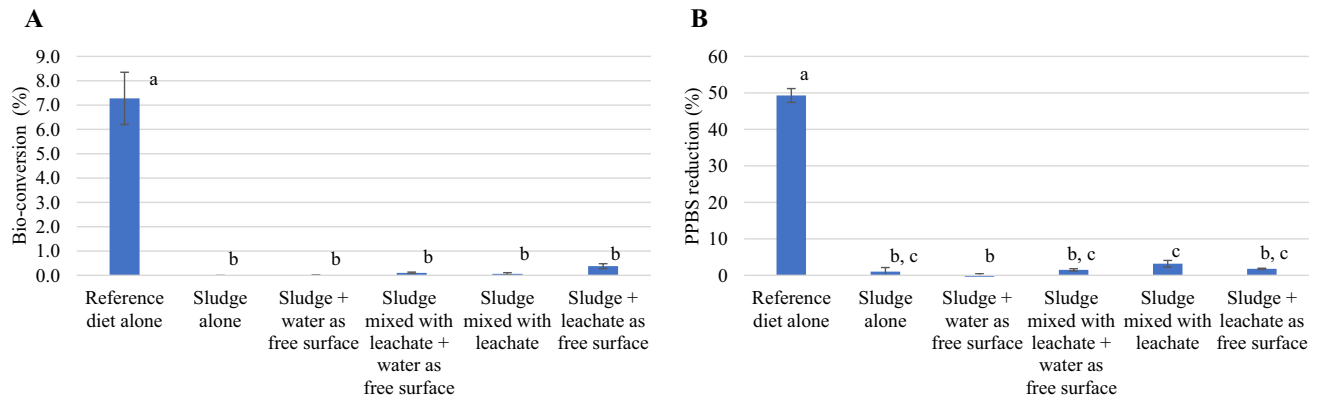 A
Bio-conversion (%)
9.0
8.0
7.0
6.0
5.0
4.0
3.0
2.0
1.0
0.0
a
b
b
b
b
b
Reference
diet alone
Sludge
alone
Sludge +
water as
free surface
Sludge
mixed with
leachate +
water as
free surface
Sludge
mixed with
leachate
Sludge +
leachate as
free surface
B
PPBS reduction (%)
60
50
40
30
20
10
0
a
b, c
b
b, c
c
b, c
Reference
diet alone
Sludge
alone
Sludge +
water as
free surface
Sludge
mixed with
leachate +
water as
free surface
Sludge
mixed with
leachate
Sludge +
leachate as
free surface